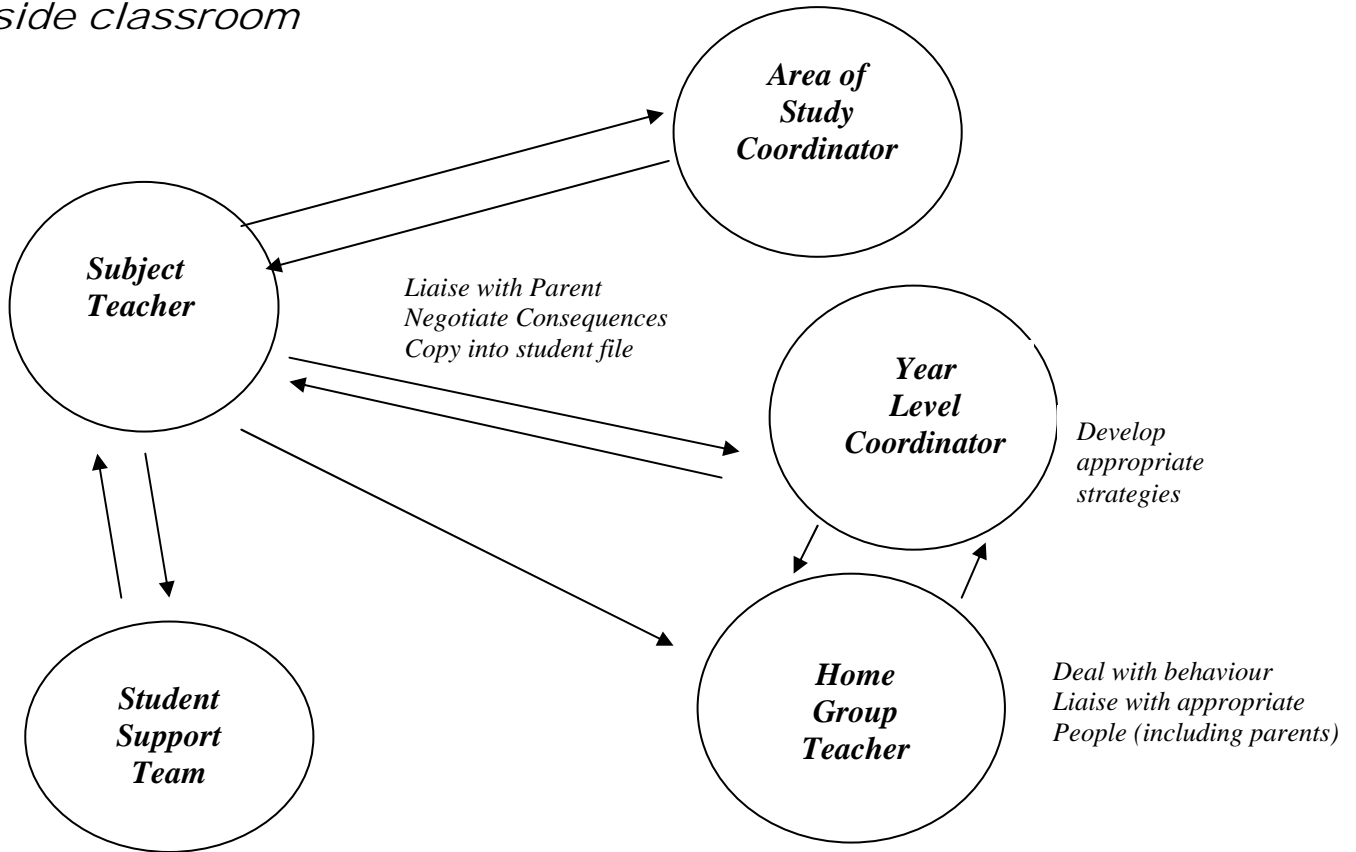 side classroom
Area of
Study
Coordinator
Subject
Teacher
Liaise with Parent
Negotiate Consequences
Copy into student file
Year
Level
Coordinator
Develop
appropriate
strategies
Student
Support
Team
Home
Group
Teacher
Deal with behaviour
Liaise with appropriate
People (including parents)